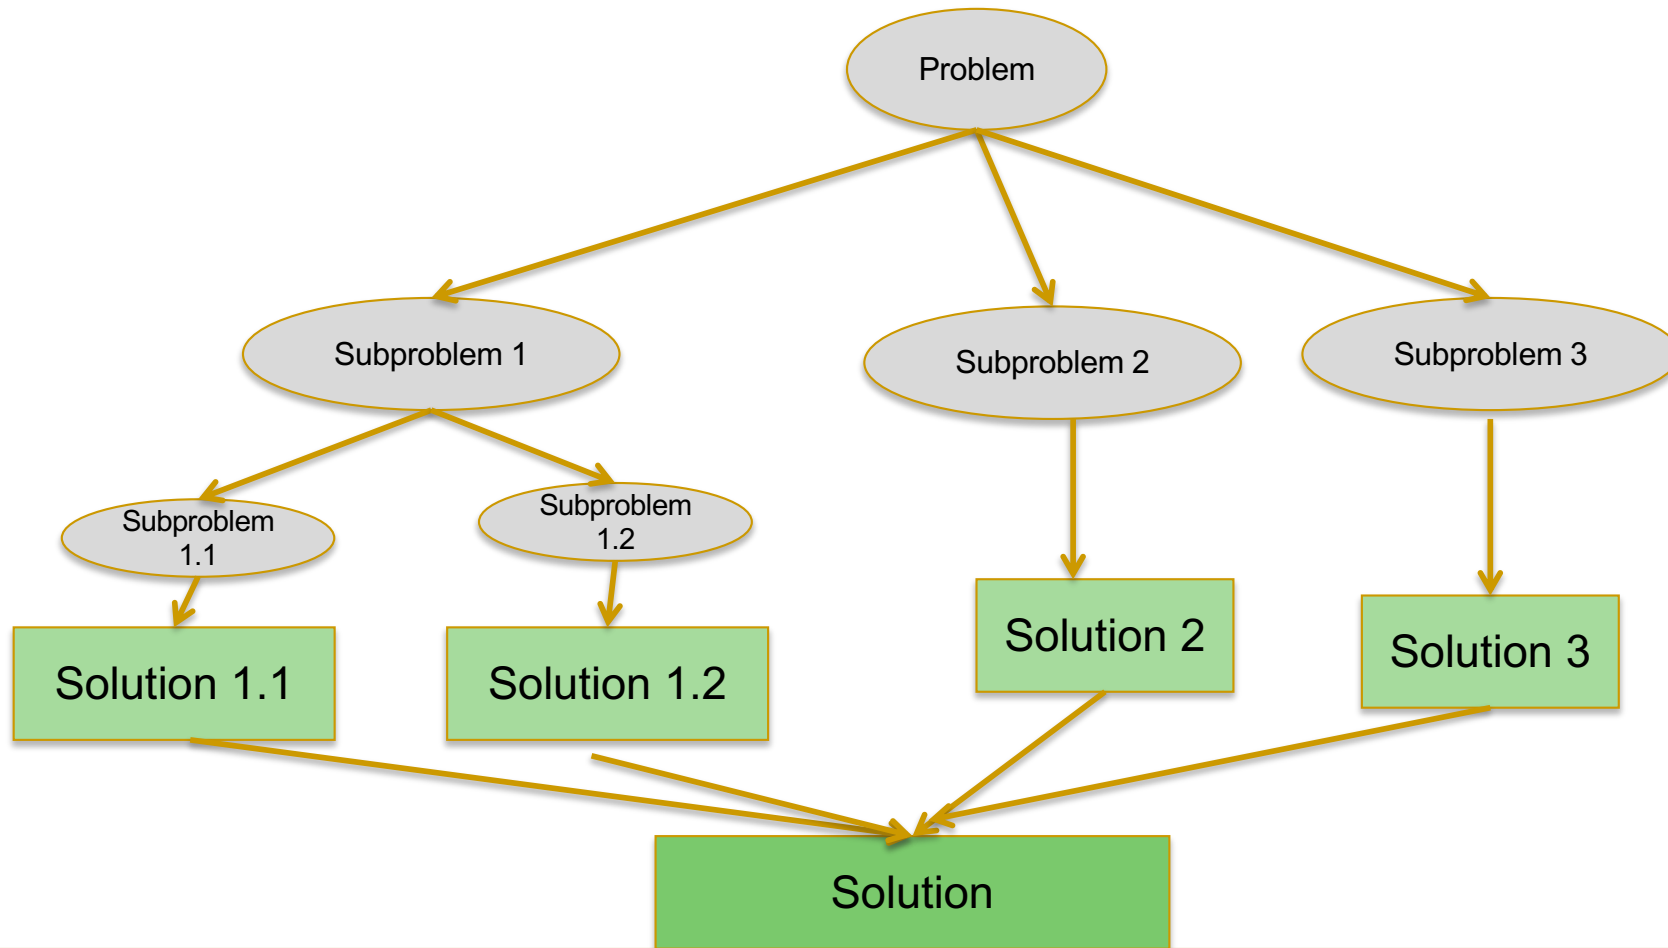 Problem
Subproblem 1
Subproblem 2
Subproblem 3
Subproblem
1.1
Subproblem
1.2
Solution 1.1
Solution 1.2
Solution 2
Solution 3
Solution